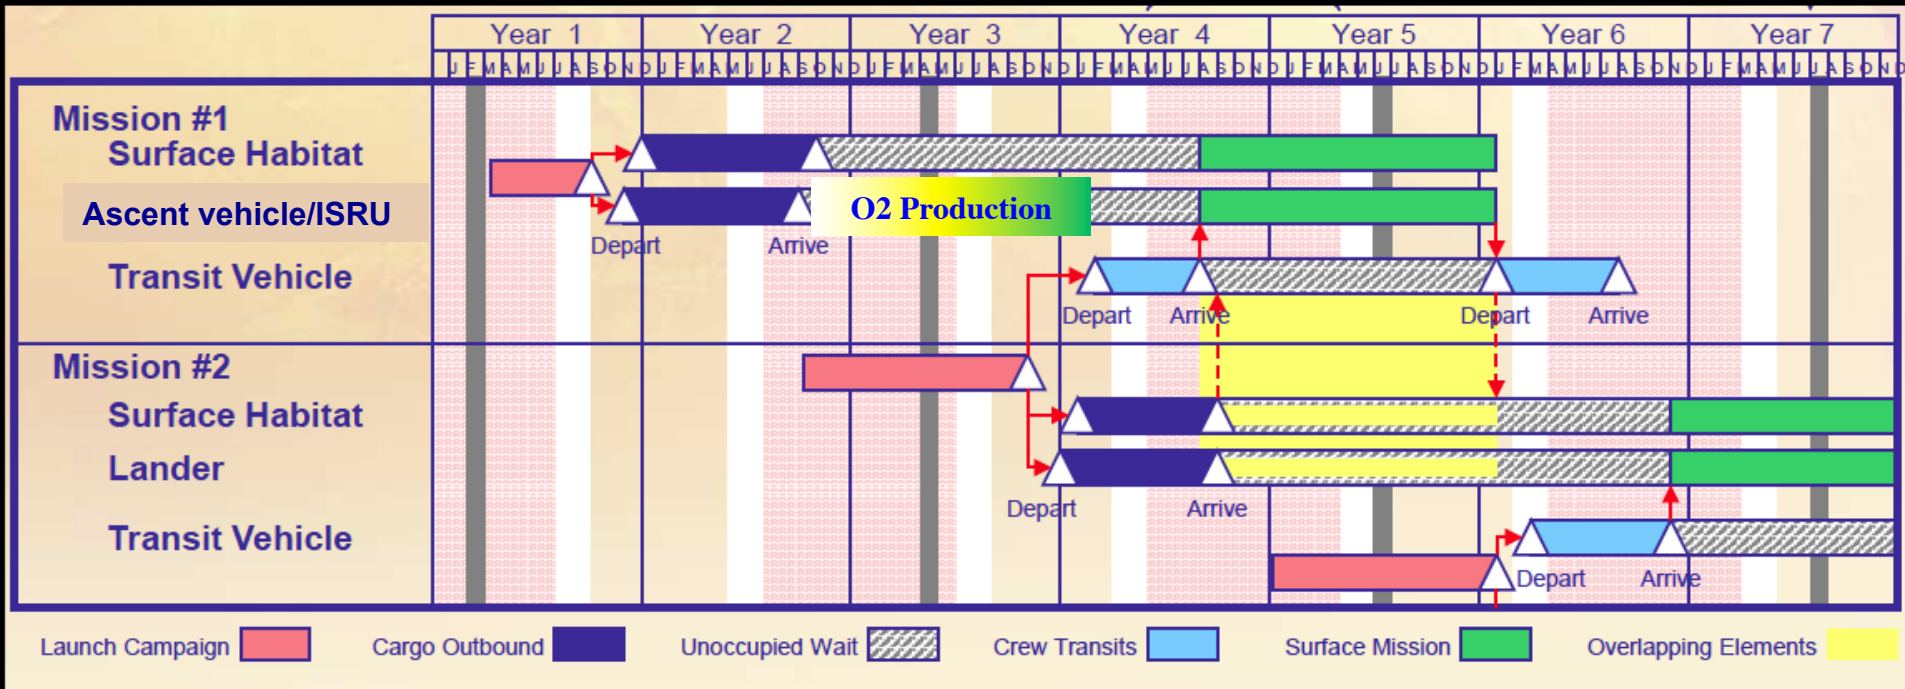 Year 1 Year 2 Year 3 Year 4 Year 5 Year 6 Year 7
J F M A M J J A S O N D J F M A M J J A S O N D J F M A M J J A S O N D J F M A M J J A S O N D J F M A M J J A S O N D J F M A M J J A S O N D J F M A M J J A S O N D
Mission #1
Surface Habitat
Ascent vehicle/ISRU
O2 Production
Depart Arrive
Transit Vehicle
Depart Arrive Depart Arrive
Mission #2
Surface Habitat
Lander
Depart Arrive
Transit Vehicle
Depart Arrive
Launch Campaign Cargo Outbound Unoccupied Wait Crew Transits Surface Mission Overlapping Elements